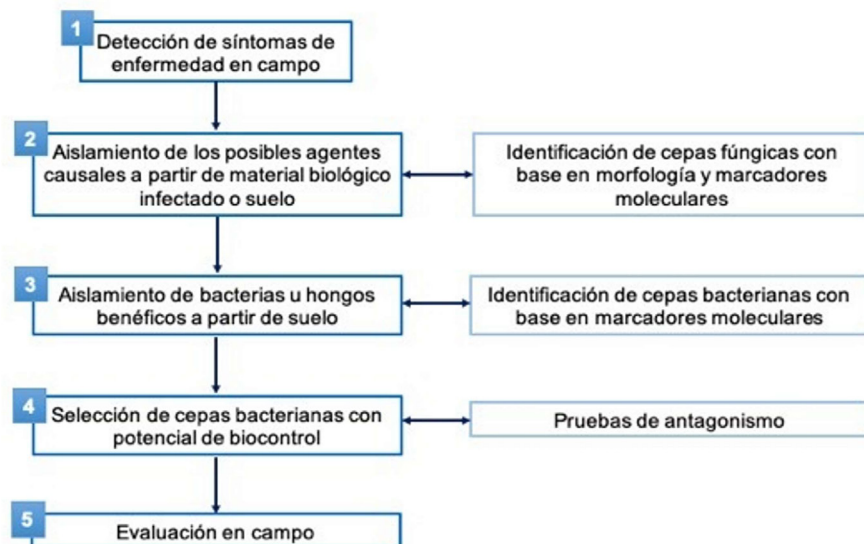 1
Detección de síntomas de
enfermedad en campo
2
Aislamiento de los posibles agentes
causales a partir de material biológico
infectado o suelo
Identificación de cepas fúngicas con
base en morfología y marcadores
moleculares
3
Aislamiento de bacterias u hongos
benéficos a partir de suelo
Identificación de cepas bacterianas con
base en marcadores moleculares
4
Selección de cepas bacterianas con
potencial de biocontrol
Pruebas de antagonismo
5
Evaluación en campo